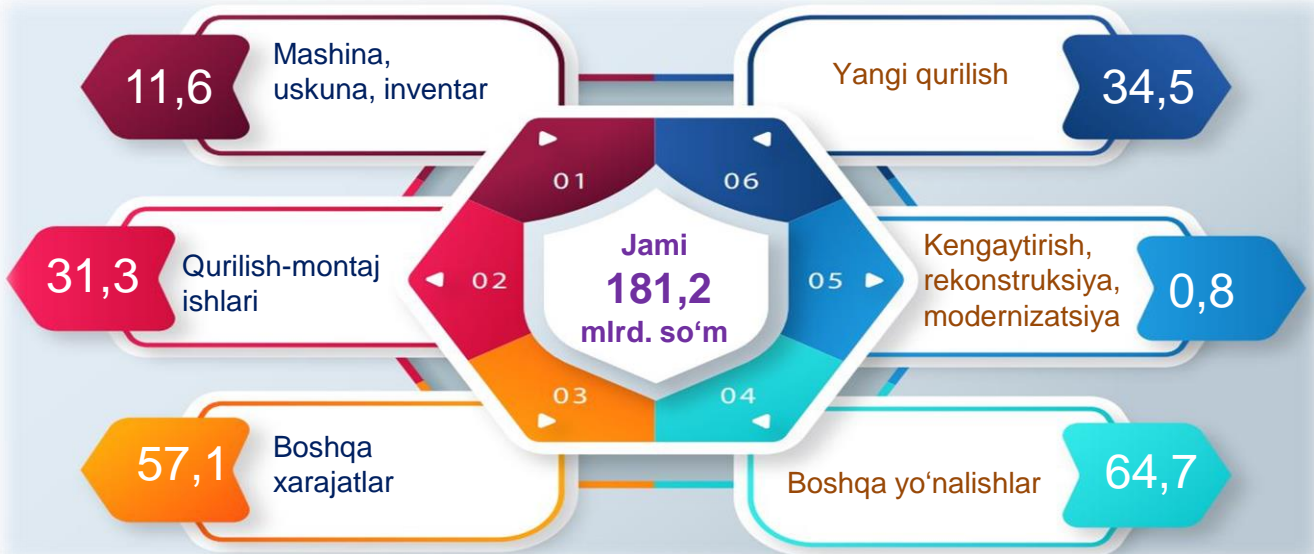 11,6
Mashina,
uskuna, inventar
Yangi qurilish
34,5
01
06
31,3
Qurilish-montaj
ishlari
02
Jami
181,2
mlrd. so‘m
05
Kengaytirish,
rekonstruksiya,
modernizatsiya
0,8
03
04
57,1
Boshqa
xarajatlar
Boshqa yo‘nalishlar
64,7